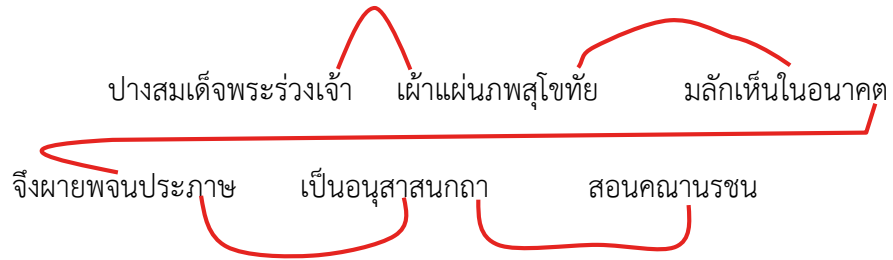 ปางสมเด็จพระร่วงเจ้า เผ้าแผ่นภพสุโขทัย มลักเห็นในอนาคต
จึงผายพจนประภาษ เป็นอนุสาสนกถา สอนคณานรชน